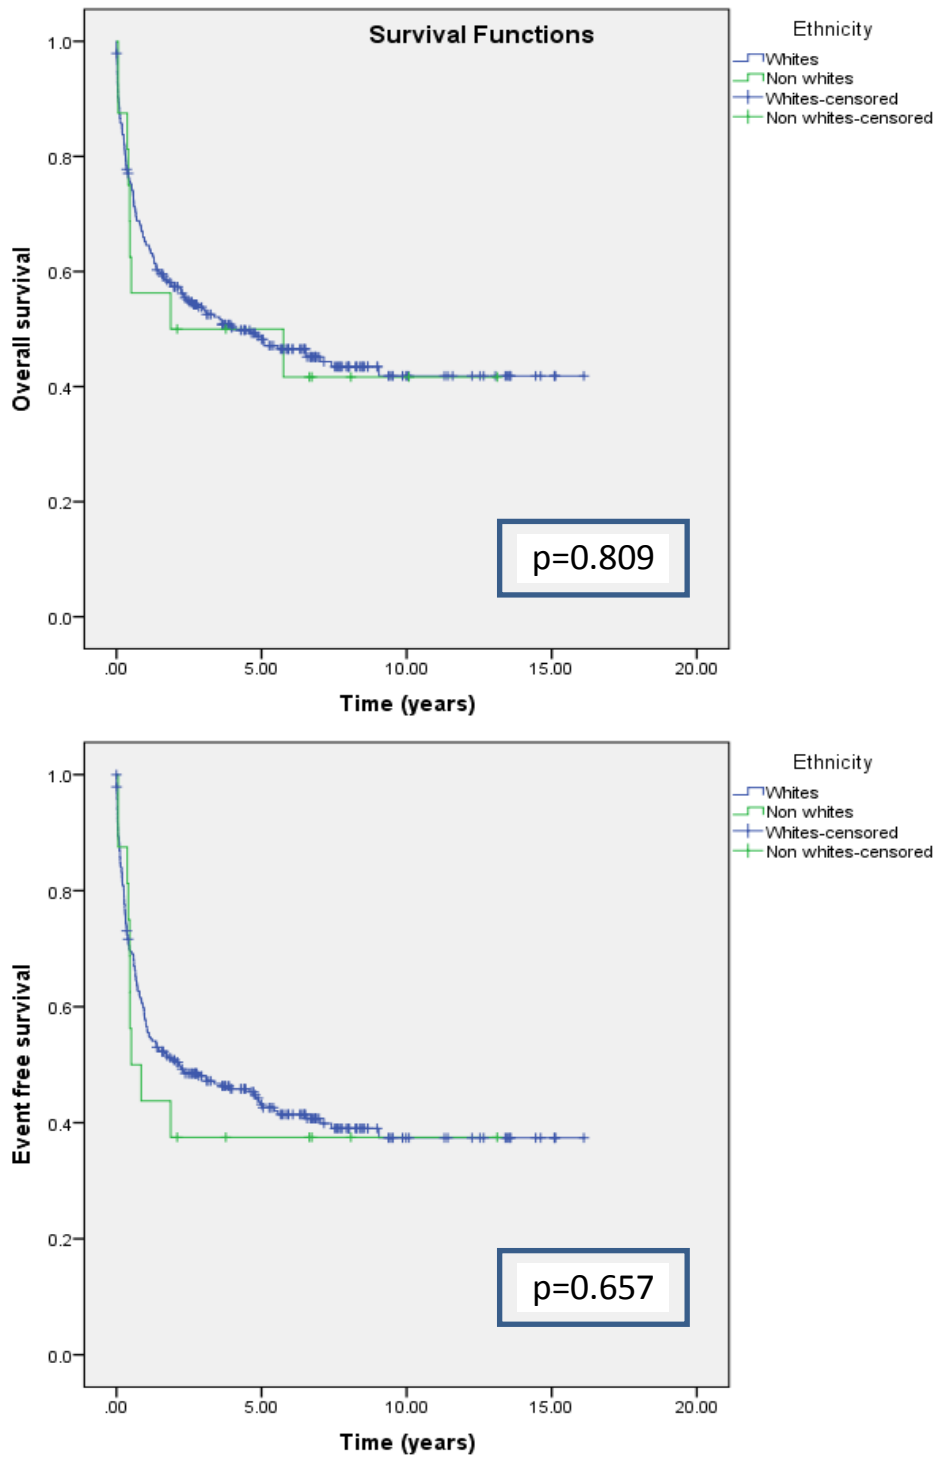 Survival Functions
Ethnicity
Whites
Non whites
Whites-censored
Non whites-censored
1.0
0.8
0.6
0.4
0.2
0.0
Overall survival
p=0.809
.00 5.00 10.00 15.00 20.00
Time (years)
Ethnicity
Whites
Non whites
Whites-censored
Non whites-censored
1.0
0.8
0.6
0.4
0.2
0.0
Event free survival
p=0.657
.00 5.00 10.00 15.00 20.00
Time (years)